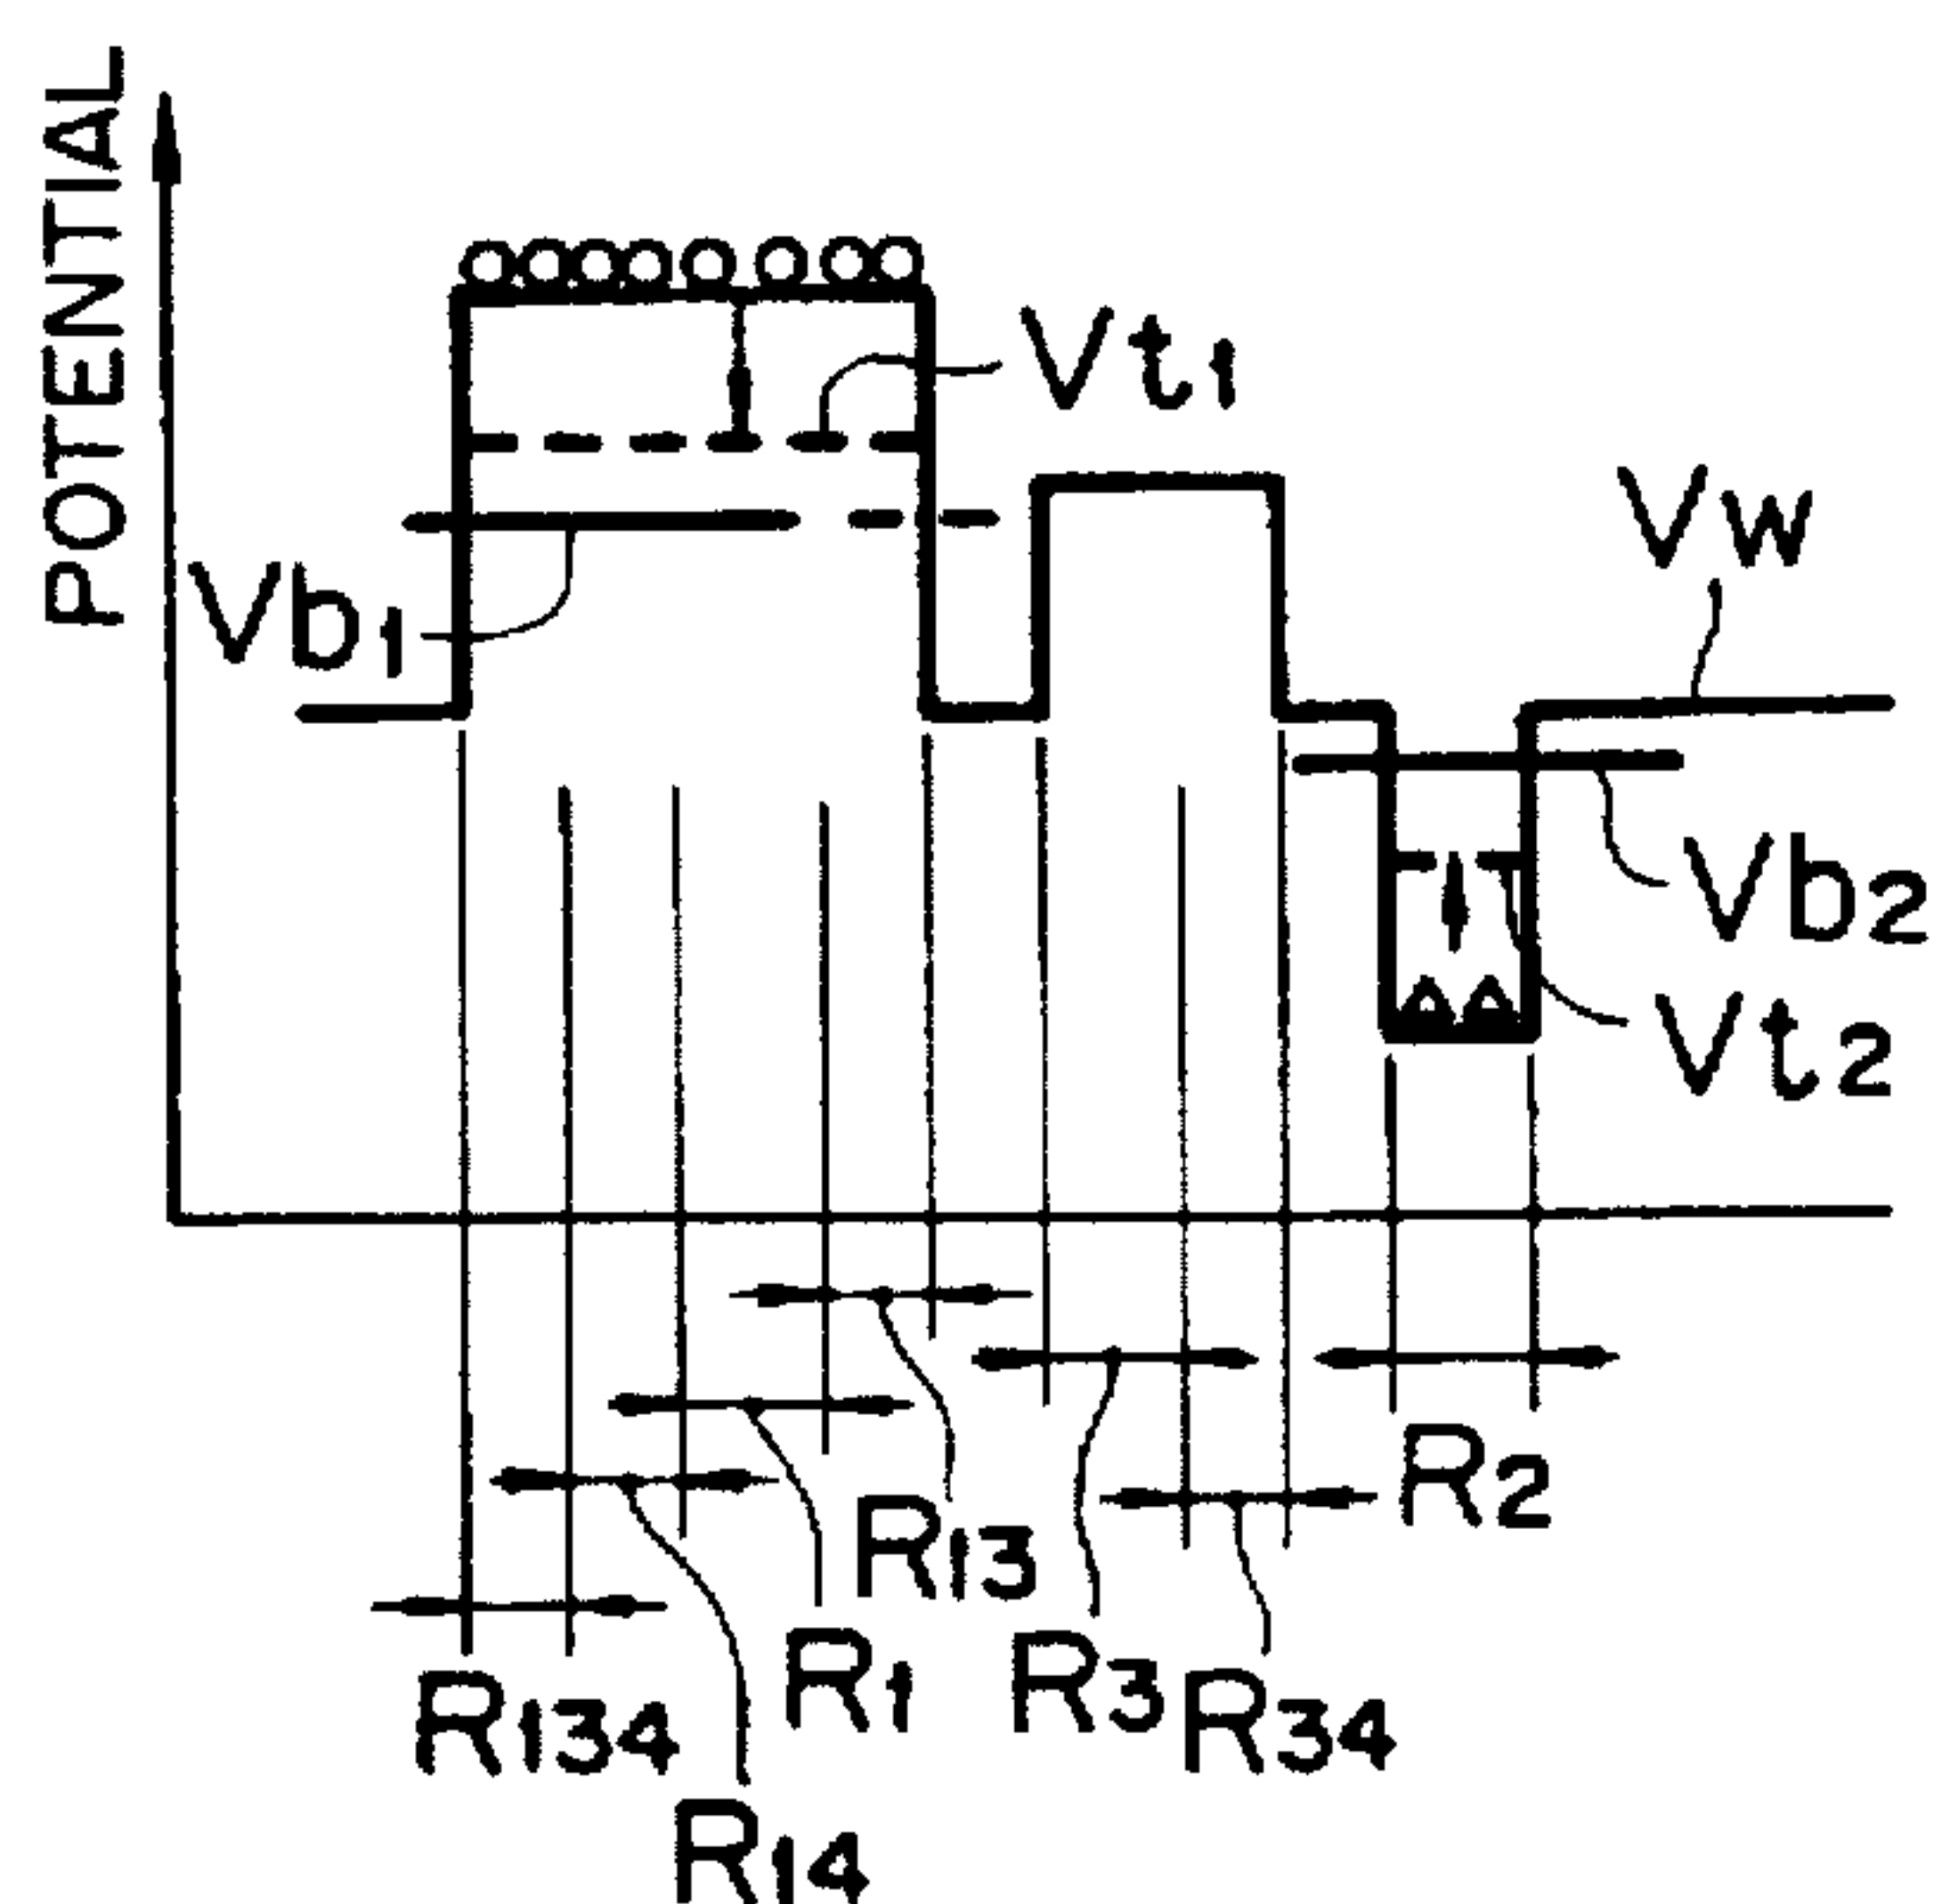 POTENTIAL
Vt1
Vw
Vb1
Vb2
Vt2
R2
R13
R1
R3
R34
R134
R14